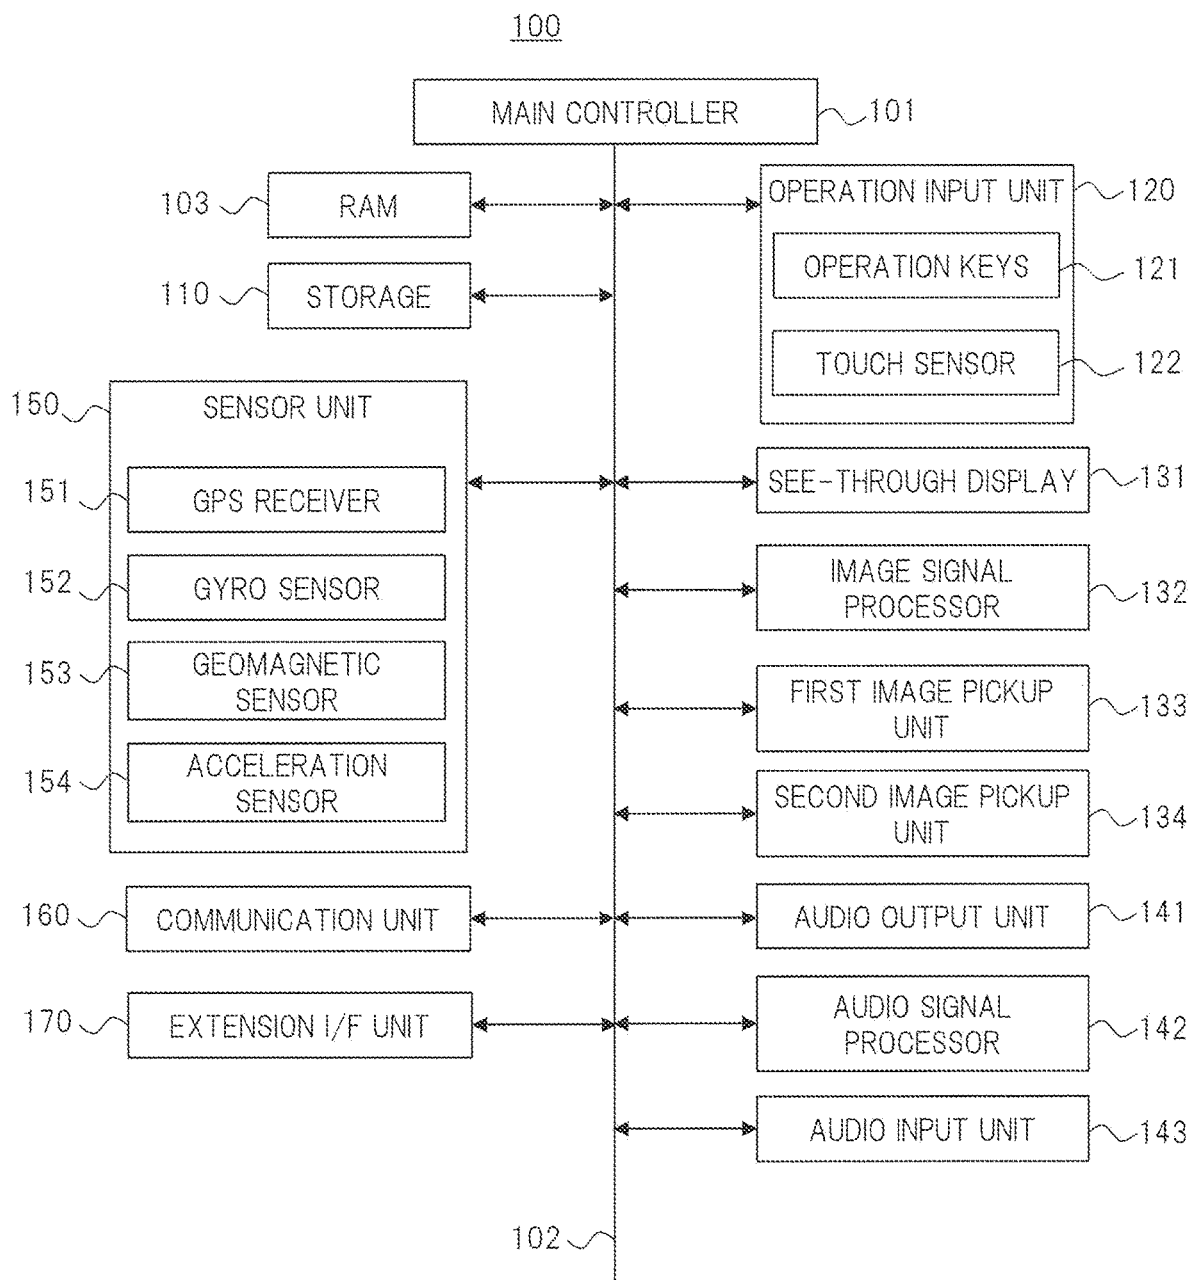 100
MAIN CONTROLLER
101
103
RAM
110
STORAGE
OPERATION INPUT UNIT
120
OPERATION KEYS
121
TOUCH SENSOR
122
150
SENSOR UNIT
151
GPS RECEIVER
152
GYRO SENSOR
153
GEOMAGNETIC
SENSOR
154
ACCELERATION
SENSOR
160
COMMUNICATION UNIT
170
EXTENSION I/F UNIT
SEE-THROUGH DISPLAY
131
IMAGE SIGNAL
PROCESSOR
132
FIRST IMAGE PICKUP
UNIT
133
SECOND IMAGE PICKUP
UNIT
134
AUDIO OUTPUT UNIT
141
AUDIO SIGNAL
PROCESSOR
142
AUDIO INPUT UNIT
143
102